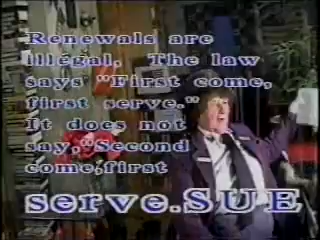 Renewals are
illegal. The law
says "First come,
first serve."
It does not
say,"Second
come,first
serve.SUE